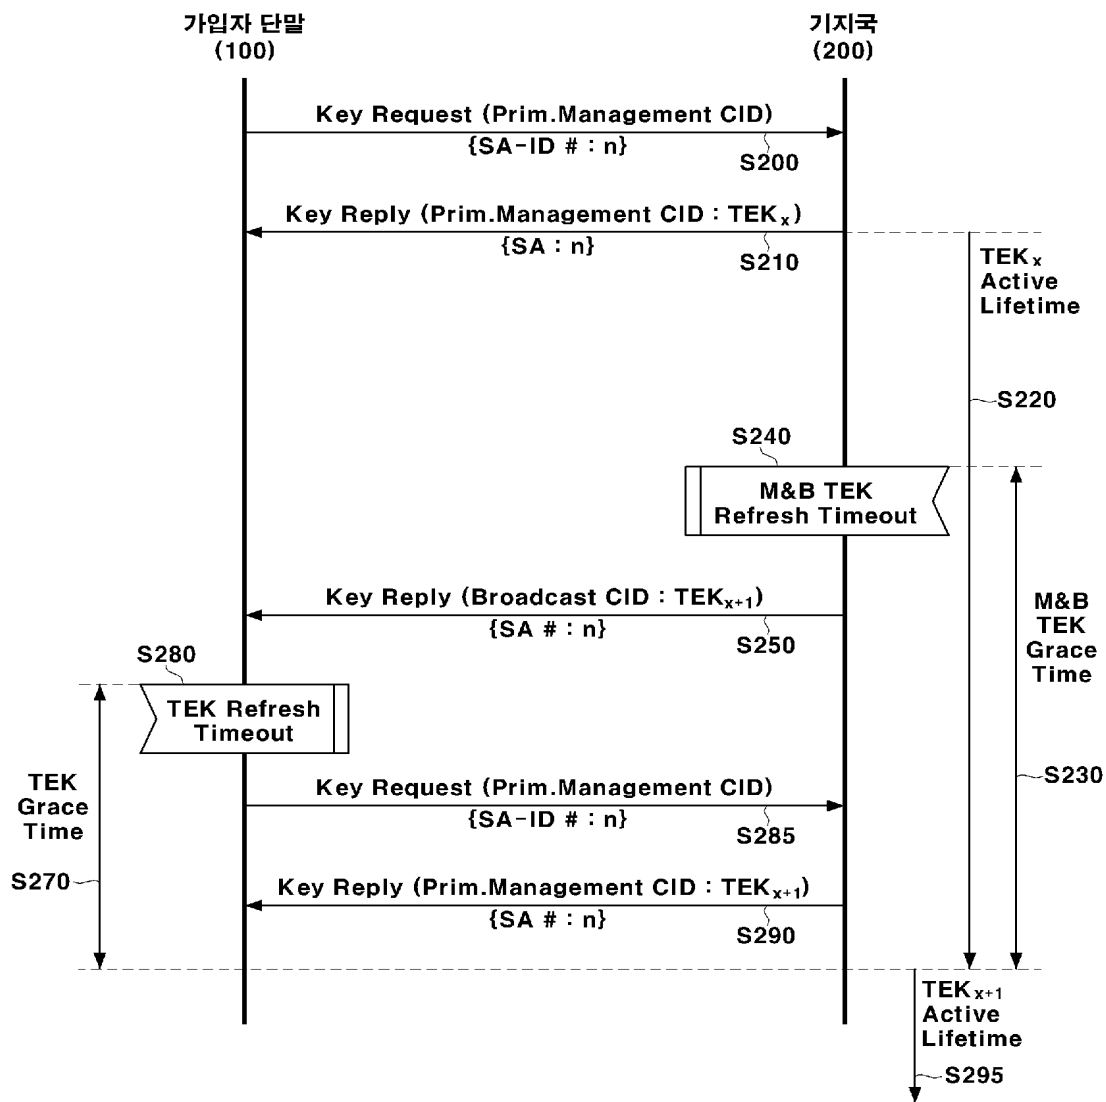 가입자 단말
(100)
기지국
(200)
Key Request (Prim.Management CID)
{SA-ID # : n}
S200
Key Reply (Prim.Management CID : TEKx)
{SA : n}
S210
TEKx
Active
Lifetime
S220
S240
M&B TEK
Refresh Timeout
Key Reply (Broadcast CID : TEKx+1)
{SA # : n}
S250
M&B
TEK
Grace
Time
S280
TEK Refresh
Timeout
TEK
Grace
Time
S230
Key Request (Prim.Management CID)
{SA-ID # : n}
S285
S270
Key Reply (Prim.Management CID : TEKx+1)
{SA # : n}
S290
TEKx+1
Active
Lifetime
S295